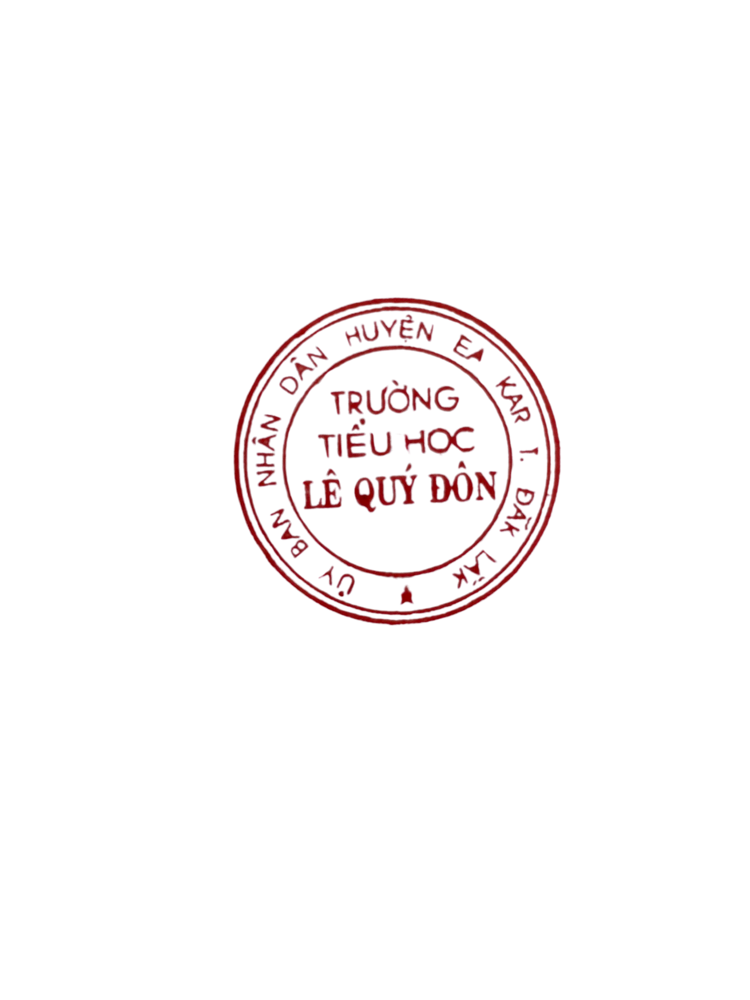 ỦY BAN NHÂN DÂN HUYỆN EA KAR T. ĐẮK LẮK
TRƯỜNG
TIỂU HỌC
LÊ QUÝ ĐÔN